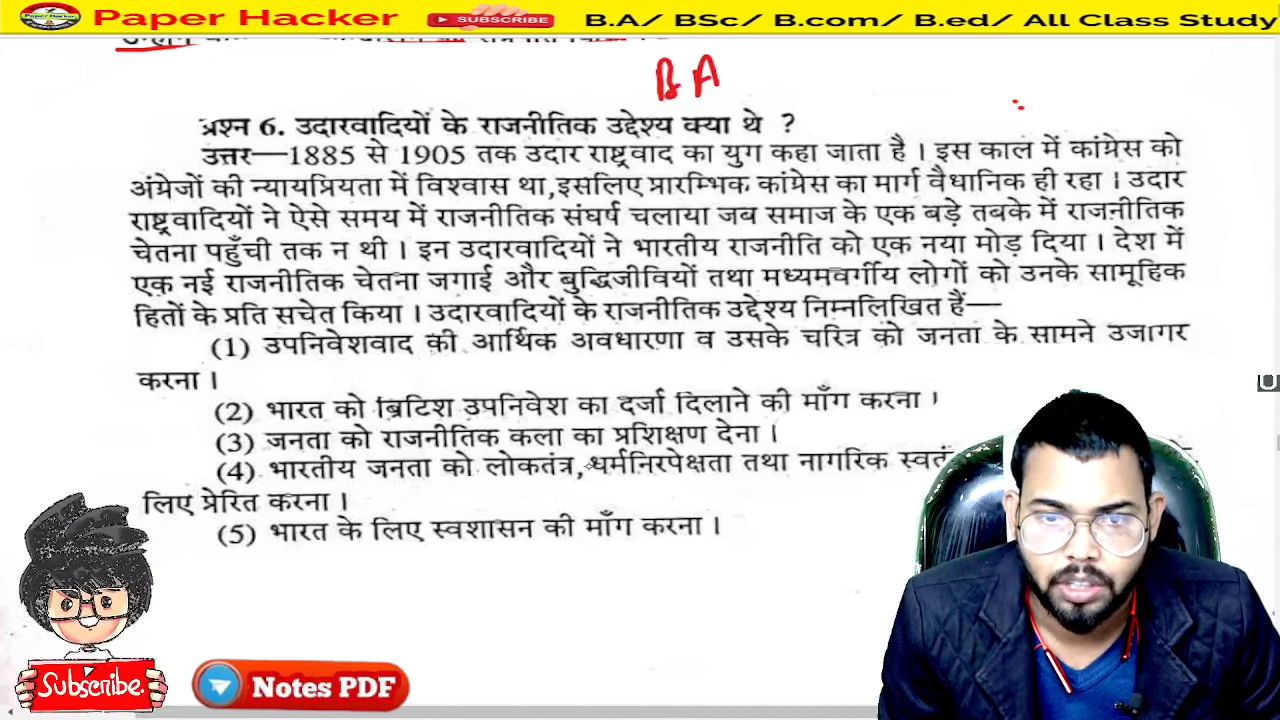 Paper Hacker SUBSCRIBE B.A/ BSc/ B.com/ B.ed/ All Class Study
BA
प्रश्न 6. उदारवादियों के राजनीतिक उद्देश्य क्या थे ?
उत्तर—1885 से 1905 तक उदार राष्ट्रवाद का युग कहा जाता है । इस काल में कांग्रेस को
अंग्रेजों की न्यायप्रियता में विश्वास था,इसलिए प्रारम्भिक कांग्रेस का मार्ग वैधानिक ही रहा । उदार
राष्ट्रवादियों ने ऐसे समय में राजनीतिक संघर्ष चलाया जब समाज के एक बड़े तबके में राजनीतिक
चेतना पहुँची तक न थी । इन उदारवादियों ने भारतीय राजनीति को एक नया मोड़ दिया । देश में
एक नई राजनीतिक चेतना जगाई और बुद्धिजीवियों तथा मध्यमवर्गीय लोगों को उनके सामूहिक
हितों के प्रति सचेत किया । उदारवादियों के राजनीतिक उद्देश्य निम्नलिखित हैं—
(1) उपनिवेशवाद की आर्थिक अवधारणा व उसके चरित्र को जनता के सामने उजागर
करना ।
(2) भारत को ब्रिटिश उपनिवेश का दर्जा दिलाने की माँग करना ।
(3) जनता को राजनीतिक कला का प्रशिक्षण देना ।
(4) भारतीय जनता को लोकतंत्र, धर्मनिरपेक्षता तथा नागरिक
लिए प्रेरित करना ।
(5) भारत के लिए स्वशासन की माँग करना ।
Subscribe.
Notes PDF